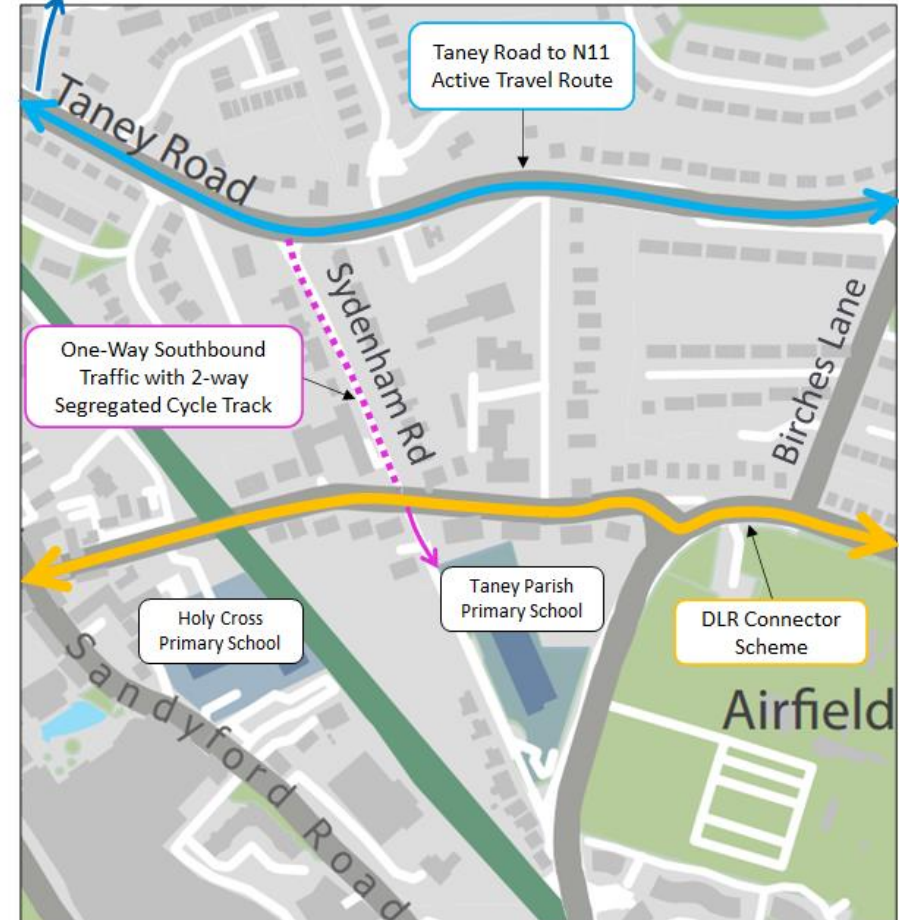 Taney Road to N11
Active Travel Route
Taney Road
Sydenham Rd
Birches Lane
One-Way Southbound
Traffic with 2-way
Segregated Cycle Track
Taney Parish
Primary School
Holy Cross
Primary School
DLR Connector
Scheme
Airfield
Sandyford Road